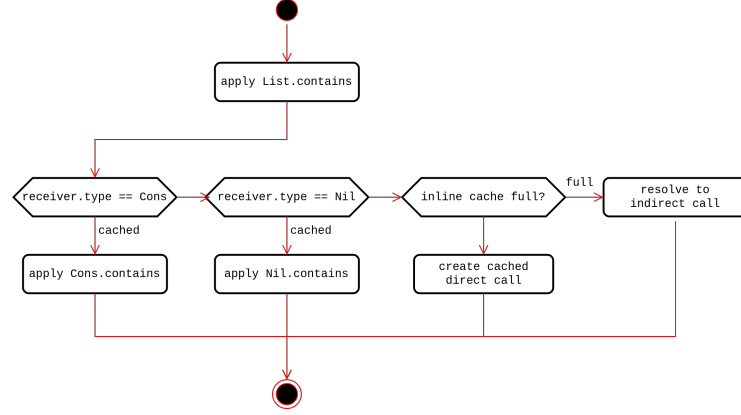 apply List.contains
receiver.type == Cons
receiver.type == Nil
inline cache full?
full
resolve to
indirect call
cached
cached
apply Cons.contains
apply Nil.contains
create cached
direct call